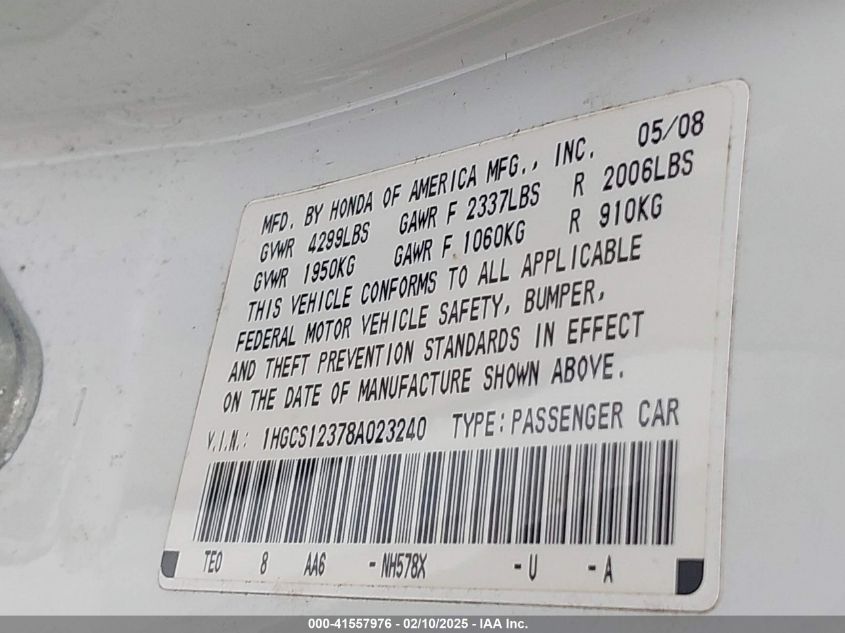 MFD. BY HONDA OF AMERICA MFG., INC. 05/08
GVWR 4299LBS GAWR F 2337LBS R 2006LBS
GVWR 1950KG GAWR F 1060KG R 910KG
THIS VEHICLE CONFORMS TO ALL APPLICABLE
FEDERAL MOTOR VEHICLE SAFETY, BUMPER,
AND THEFT PREVENTION STANDARDS IN EFFECT
ON THE DATE OF MANUFACTURE SHOWN ABOVE.
V.I.N.: 1HGCS12378A023240 TYPE: PASSENGER CAR
TE0 8 AA6 - NH578X - U - A
000-41557976 — 02/10/2025 - IAA Inc.